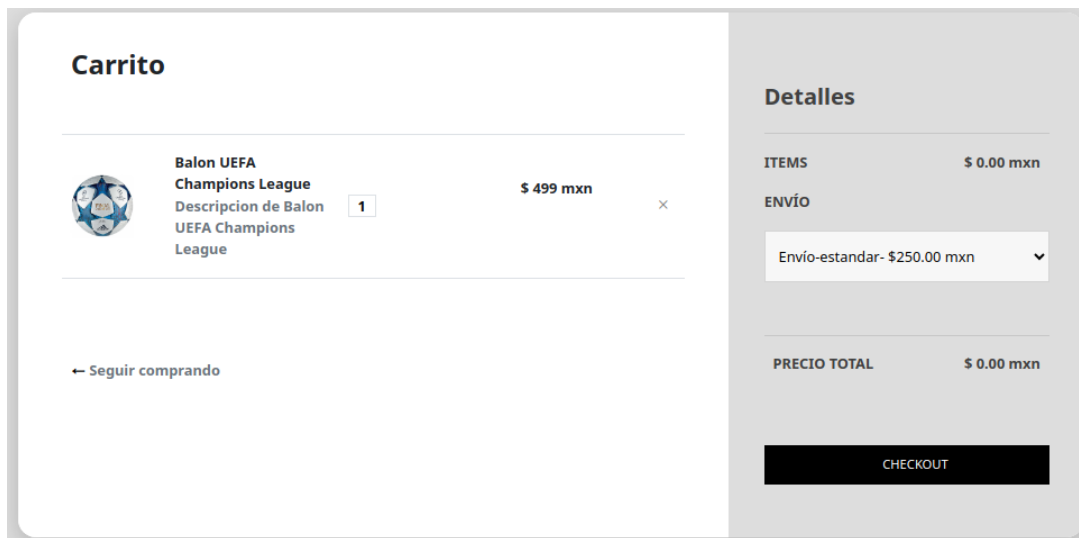 Carrito
Balon UEFA
Champions League
Descripcion de Balon
UEFA Champions
League
1
$ 499 mxn
×
← Seguir comprando
Detalles
ITEMS $ 0.00 mxn
ENVÍO
Envío-estandar- $250.00 mxn
PRECIO TOTAL $ 0.00 mxn
CHECKOUT